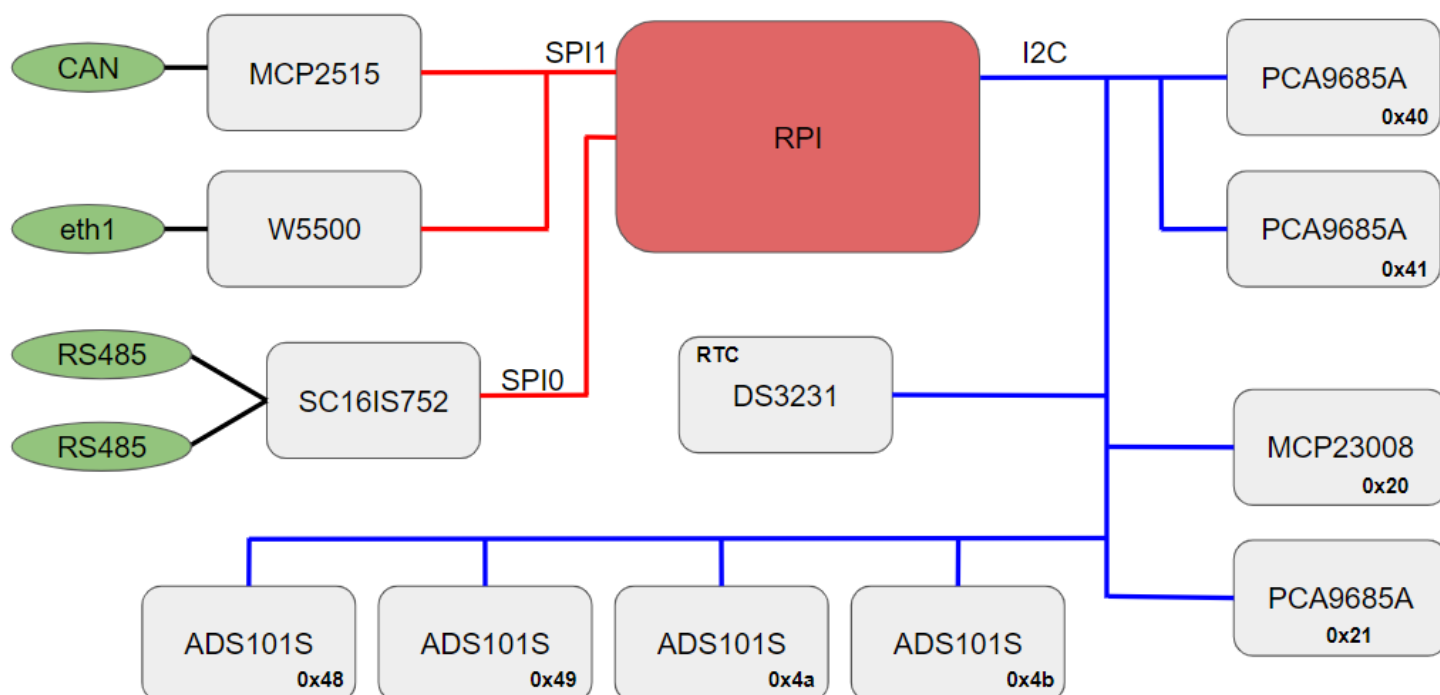 CAN
MCP2515
SPI1
RPI
I2C
PCA9685A
0x40
eth1
W5500
PCA9685A
0x41
RS485
RS485
SC16IS752
SPI0
RTC
DS3231
MCP23008
0x20
PCA9685A
0x21
ADS101S
0x48
ADS101S
0x49
ADS101S
0x4a
ADS101S
0x4b